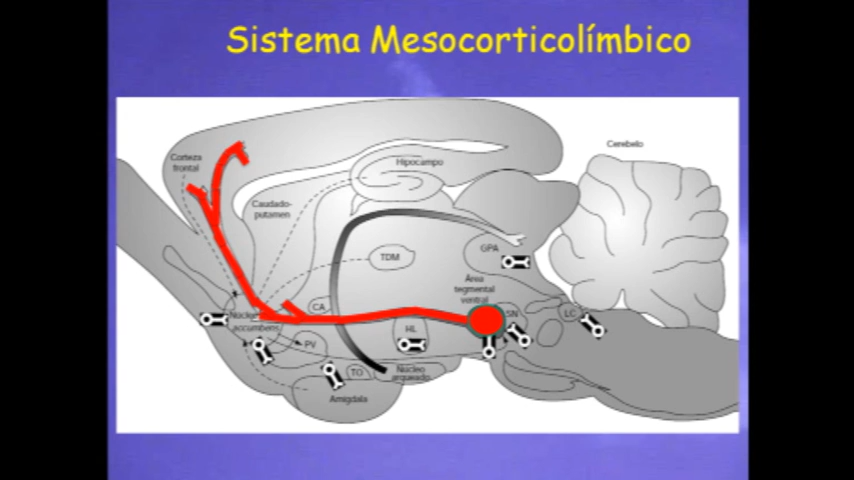 Sistema Mesocorticolímbico
Cerebelo
Corteza
frontal
Hipocampo
Caudado-
putamen
GPA
TDM
Área
tegmental
ventral
CA
SN
LC
Núcleo
accumbens
HL
PV
TO
Núcleo
arqueado
Amígdala